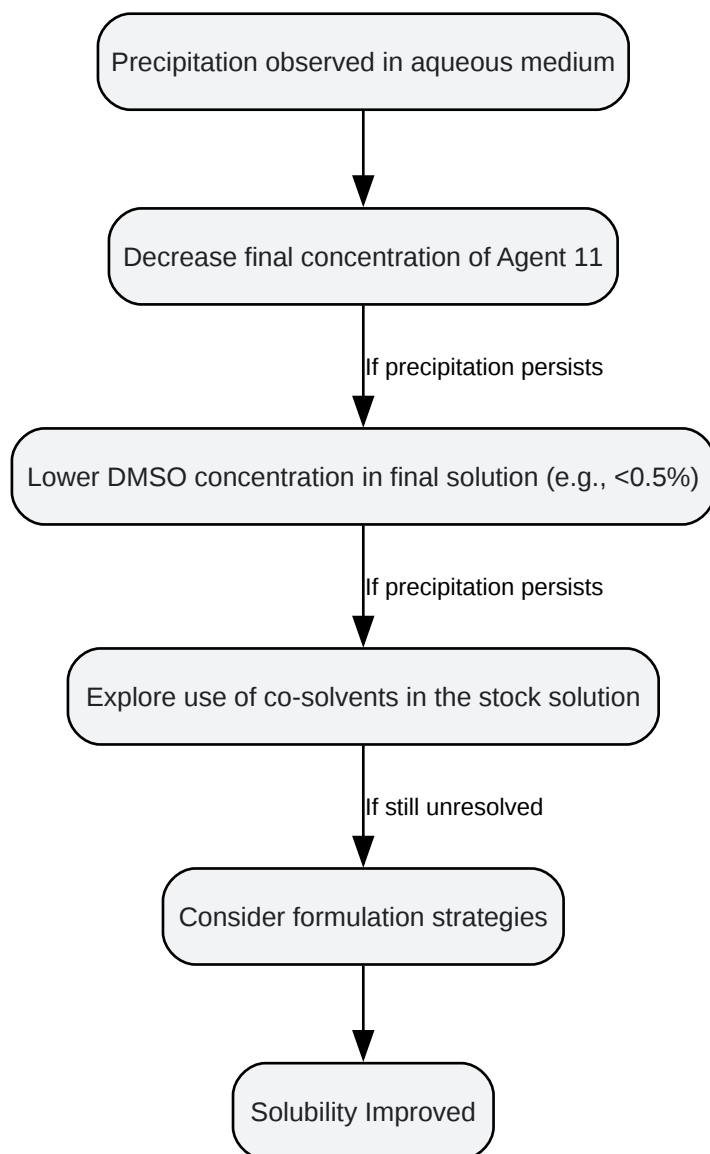 Precipitation observed in aqueous medium
Decrease final concentration of Agent 11
If precipitation persists
Lower DMSO concentration in final solution (e.g., <0.5%)
If precipitation persists
Explore use of co-solvents in the stock solution
If still unresolved
Consider formulation strategies
Solubility Improved